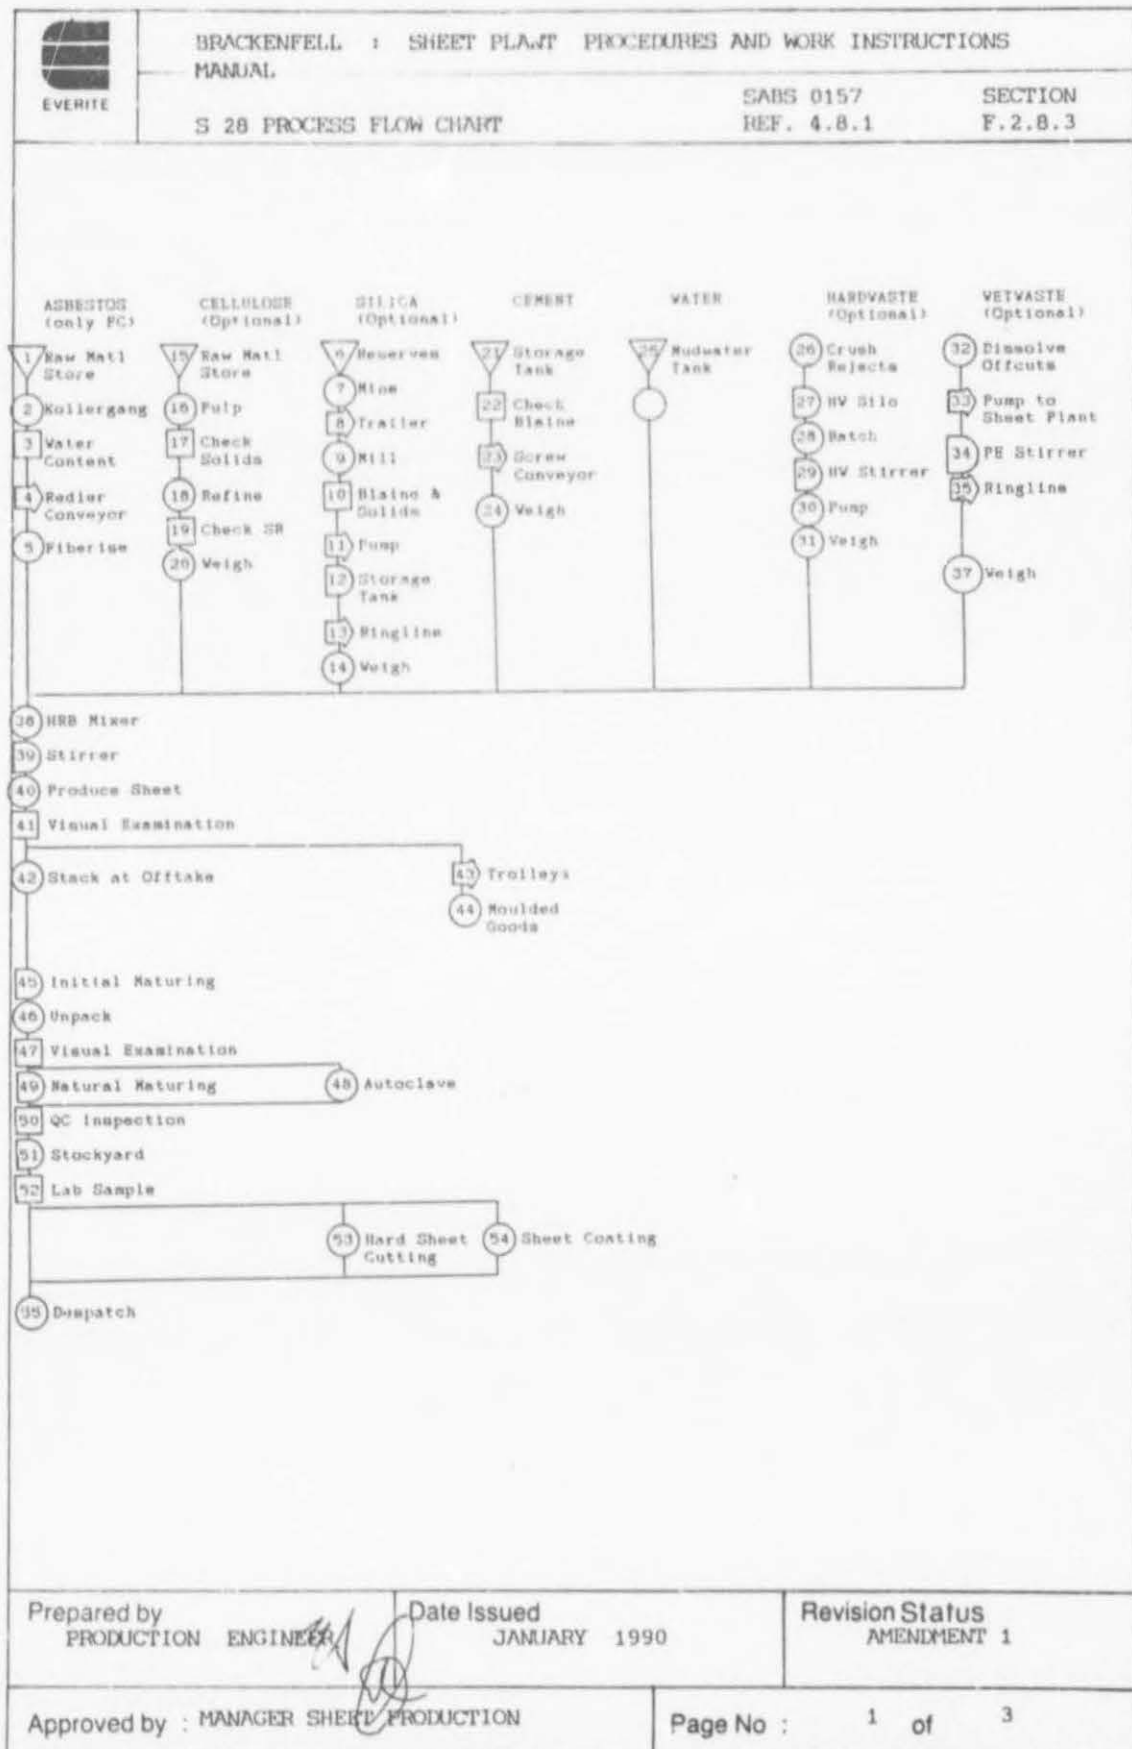 EVERITE
BRACKENFELL : SHEET PLANT PROCEDURES AND WORK INSTRUCTIONS
MANUAL
SABS 0157 SECTION
S 28 PROCESS FLOW CHART REF. 4.8.1 F.2.8.3
ASBESTOS
(only FC)
1 Raw Matl
Store
2 Kollergang
3 Water
Content
4 Redler
Conveyor
5 Fiberise
CELLULOSE
(Optional)
15 Raw Matl
Store
16 Pulp
17 Check
Solids
18 Refine
19 Check SR
20 Weigh
SILICA
(Optional)
6 Reserves
7 Mine
8 Trailer
9 Mill
10 Blaine &
Solids
11 Pump
12 Storage
Tank
13 Ringline
14 Weigh
CEMENT
21 Storage
Tank
22 Check
Blaine
23 Screw
Conveyor
24 Weigh
WATER
25 Mudwater
Tank
HARDWASTE
(Optional)
26 Crush
Rejects
27 HW Silo
28 Batch
29 HW Stirrer
30 Pump
31 Weigh
WETWASTE
(Optional)
32 Dissolve
Offcuts
33 Pump to
Sheet Plant
34 PE Stirrer
35 Ringline
37 Weigh
38 HRB Mixer
39 Stirrer
40 Produce Sheet
41 Visual Examination
42 Stack at Offtake
43 Trolleys
44 Moulded
Goods
45 Initial Maturing
46 Unpack
47 Visual Examination
49 Natural Maturing 48 Autoclave
50 QC Inspection
51 Stockyard
52 Lab Sample
53 Hard Sheet
Cutting
54 Sheet Coating
55 Despatch
Prepared by
PRODUCTION ENGINEER
Date Issued
JANUARY 1990
Revision Status
AMENDMENT 1
Approved by : MANAGER SHEET PRODUCTION
Page No : 1 of 3